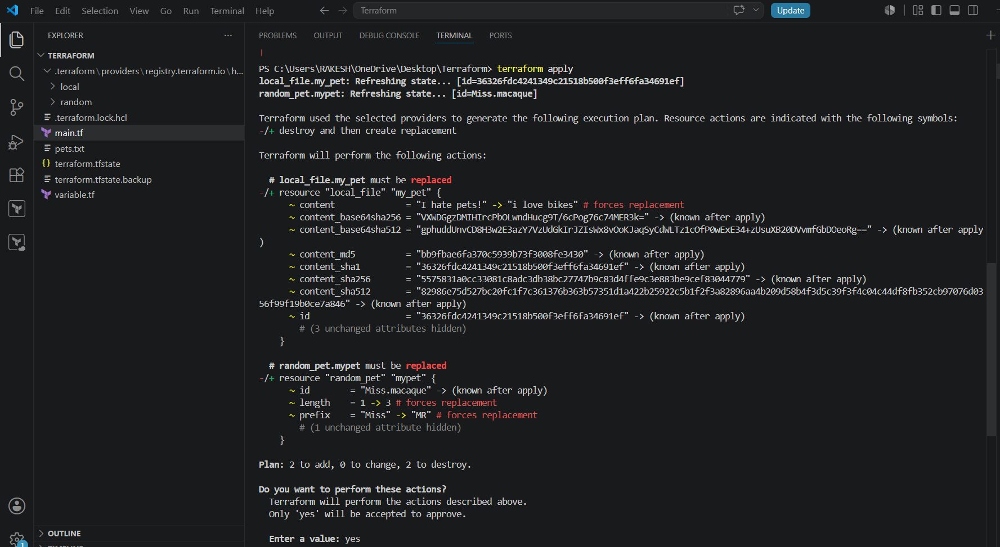 File Edit Selection View Go Run Terminal Help
Terraform
Update
EXPLORER
TERRAFORM
.terraform\providers\registry.terraform.io\h...
local
random
.terraform.lock.hcl
main.tf
pets.txt
terraform.tfstate
terraform.tfstate.backup
variable.tf
OUTLINE
1
PROBLEMS OUTPUT DEBUG CONSOLE TERMINAL PORTS
PS C:\Users\RAKESH\OneDrive\Desktop\Terraform> terraform apply
local_file.my_pet: Refreshing state... [id=36326fdc4241349c21518b500f3eff6fa34691ef]
random_pet.mypet: Refreshing state... [id=Miss.macaque]
Terraform used the selected providers to generate the following execution plan. Resource actions are indicated with the following symbols:
-/+ destroy and then create replacement
Terraform will perform the following actions:
# local_file.my_pet must be replaced
-/+ resource "local_file" "my_pet" {
~ content = "I hate pets!" -> "i love bikes" # forces replacement
~ content_base64sha256 = "VXWDGgzDMIHIrcPbOLwndHucg9T/6cPog76c74MER3k=" -> (known after apply)
~ content_base64sha512 = "gphuddUnvCD8H3w2E3azY7VzUdGkIrJZIsWx8vOoKJaqSyCdWLTz1cOfP0wExE34+zUsuXB20DVvmfGbDOeoRg==" -> (known after apply
)
~ content_md5 = "bb9fbae6fa370c5939b73f3008fe3430" -> (known after apply)
~ content_sha1 = "36326fdc4241349c21518b500f3eff6fa34691ef" -> (known after apply)
~ content_sha256 = "5575831a0cc33081c8adc3db38bc27747b9c83d4ffe9c3e883be9cef83044779" -> (known after apply)
~ content_sha512 = "82986e75d527bc20fc1f7c361376b363b57351d1a422b25922c5b1f2f3a82896aa4b209d58b4f3d5c39f3f4c04c44df8fb352cb97076d03
56f99f19b0ce7a846" -> (known after apply)
~ id = "36326fdc4241349c21518b500f3eff6fa34691ef" -> (known after apply)
# (3 unchanged attributes hidden)
}
# random_pet.mypet must be replaced
-/+ resource "random_pet" "mypet" {
~ id = "Miss.macaque" -> (known after apply)
~ length = 1 -> 3 # forces replacement
~ prefix = "Miss" -> "MR" # forces replacement
# (1 unchanged attribute hidden)
}
Plan: 2 to add, 0 to change, 2 to destroy.
Do you want to perform these actions?
Terraform will perform the actions described above.
Only 'yes' will be accepted to approve.
Enter a value: yes